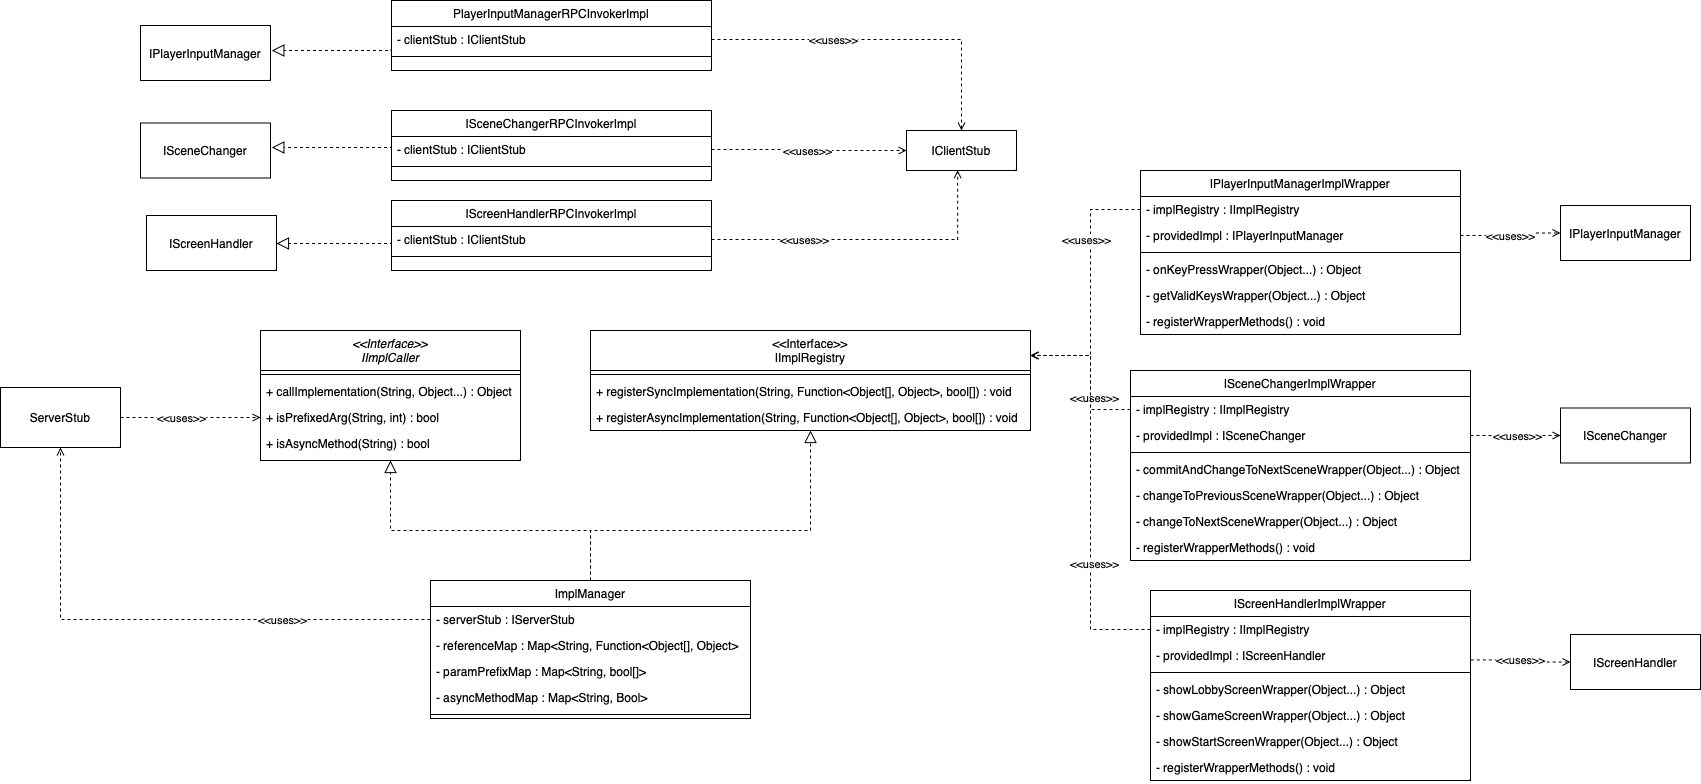 PlayerInputManagerRPCInvokerImpl
- clientStub : IClientStub
IPlayerInputManager
<<uses>>
ISceneChangerRPCInvokerImpl
- clientStub : IClientStub
ISceneChanger
<<uses>>
IClientStub
IScreenHandlerRPCInvokerImpl
- clientStub : IClientStub
IScreenHandler
<<uses>>
IPlayerInputManagerImplWrapper
- implRegistry : IImplRegistry
- providedImpl : IPlayerInputManager
- onKeyPressWrapper(Object...) : Object
- getValidKeysWrapper(Object...) : Object
- registerWrapperMethods() : void
<<uses>>
<<uses>>
IPlayerInputManager
<<Interface>>
IImplCaller
+ callImplementation(String, Object...) : Object
+ isPrefixedArg(String, int) : bool
+ isAsyncMethod(String) : bool
<<Interface>>
IImplRegistry
+ registerSyncImplementation(String, Function<Object[], Object>, bool[]) : void
+ registerAsyncImplementation(String, Function<Object[], Object>, bool[]) : void
ServerStub
<<uses>>
<<uses>>
ISceneChangerImplWrapper
- implRegistry : IImplRegistry
- providedImpl : ISceneChanger
- commitAndChangeToNextSceneWrapper(Object...) : Object
- changeToPreviousSceneWrapper(Object...) : Object
- changeToNextSceneWrapper(Object...) : Object
- registerWrapperMethods() : void
<<uses>>
ISceneChanger
<<uses>>
ImplManager
- serverStub : IServerStub
- referenceMap : Map<String, Function<Object[], Object>
- paramPrefixMap : Map<String, bool[]>
- asyncMethodMap : Map<String, Bool>
<<uses>>
IScreenHandlerImplWrapper
- implRegistry : IImplRegistry
- providedImpl : IScreenHandler
- showLobbyScreenWrapper(Object...) : Object
- showGameScreenWrapper(Object...) : Object
- showStartScreenWrapper(Object...) : Object
- registerWrapperMethods() : void
<<uses>>
IScreenHandler